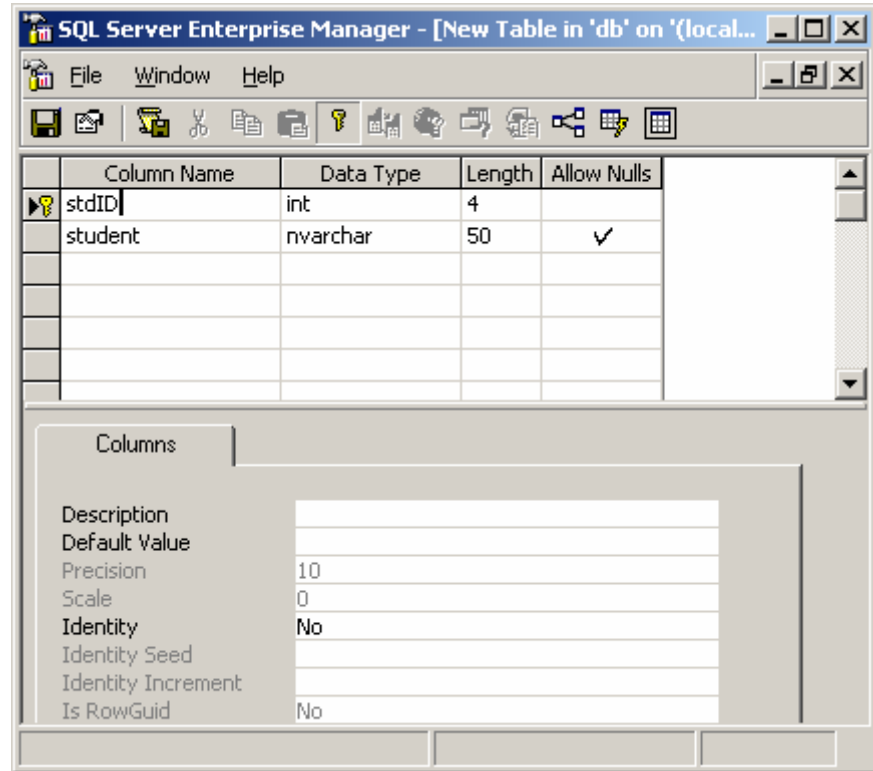 SQL Server Enterprise Manager - [New Table in 'db' on '(local...
File Window Help
Column Name Data Type Length Allow Nulls
stdID int 4
student nvarchar 50
Columns
Description
Default Value
Precision 10
Scale 0
Identity No
Identity Seed
Identity Increment
Is RowGuid No